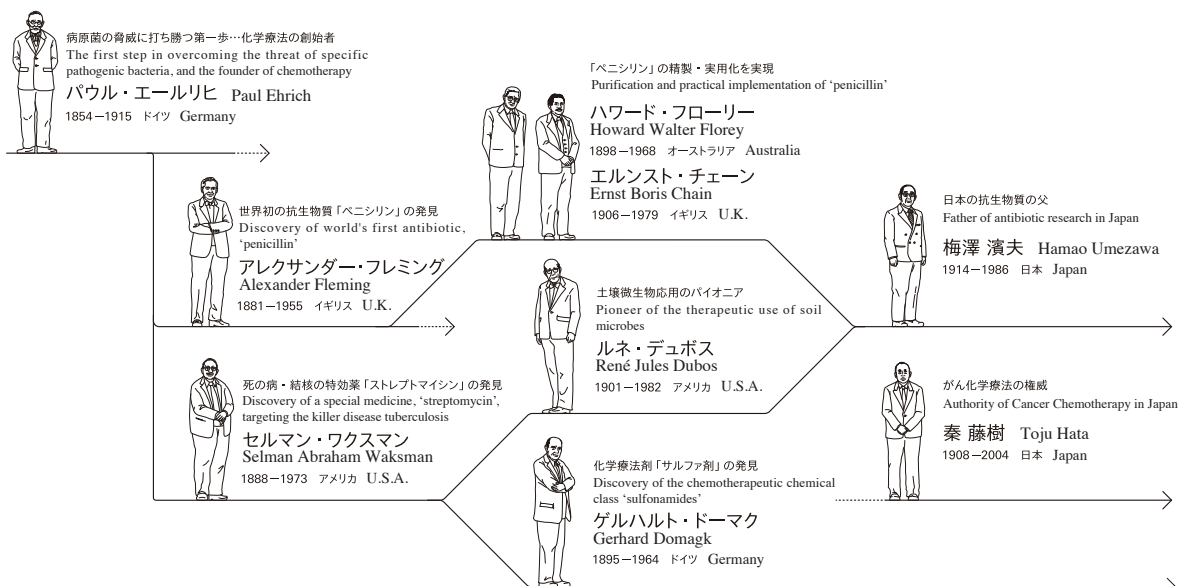 病原菌の脅威に打ち勝つ第一歩…化学療法の創始者
The first step in overcoming the threat of specific
pathogenic bacteria, and the founder of chemotherapy
パウル・エールリヒ Paul Ehrich
1854－1915 ドイツ Germany
世界初の抗生物質「ペニシリン」の発見
Discovery of world's first antibiotic,
‘penicillin’
アレクサンダー・フレミング
Alexander Fleming
1881－1955 イギリス U.K.
死の病・結核の特効薬「ストレプトマイシン」の発見
Discovery of a special medicine, ‘streptomycin’,
targeting the killer disease tuberculosis
セルマン・ワクスマン
Selman Abraham Waksman
1888－1973 アメリカ U.S.A.
「ペニシリン」の精製・実用化を実現
Purification and practical implementation of ‘penicillin’
ハワード・フローリー
Howard Walter Florey
1898－1968 オーストラリア Australia
エルンスト・チェーン
Ernst Boris Chain
1906－1979 イギリス U.K.
土壌微生物応用のパイオニア
Pioneer of the therapeutic use of soil
microbes
ルネ・デュボス
René Jules Dubos
1901－1982 アメリカ U.S.A.
化学療法剤「サルファ剤」の発見
Discovery of the chemotherapeutic chemical
class ‘sulfonamides’
ゲルハルト・ドーマク
Gerhard Domagk
1895－1964 ドイツ Germany
日本の抗生物質の父
Father of antibiotic research in Japan
梅澤 濱夫 Hamao Umezawa
1914－1986 日本 Japan
がん化学療法の権威
Authority of Cancer Chemotherapy in Japan
秦 藤樹 Toju Hata
1908－2004 日本 Japan